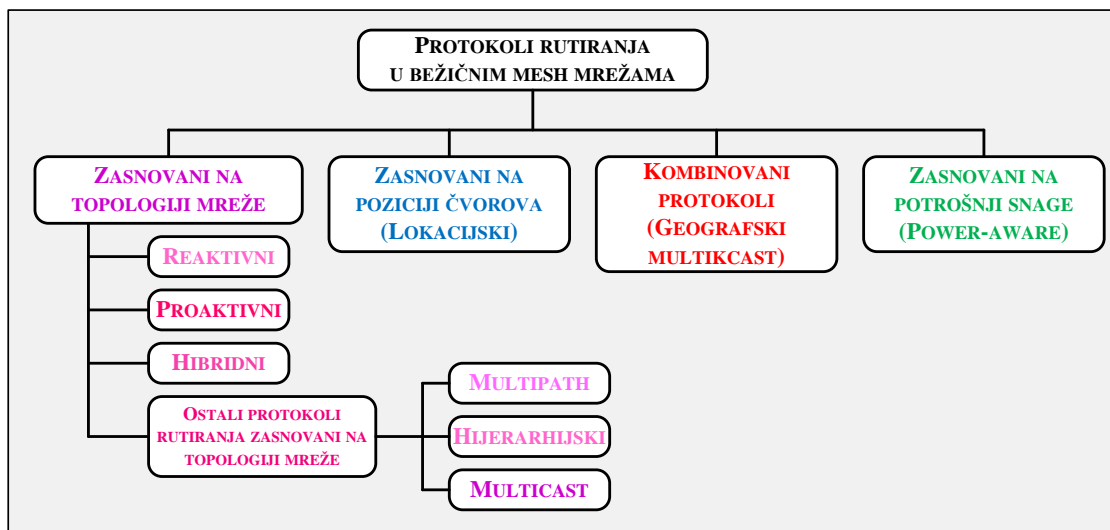 PROTOKOLI RUTIRANJA
U BEŽIČNIM MESH MREŽAMA
ZASNOVANI NA
TOPOLOGIJI MREŽE
ZASNOVANI NA
POZICIJI ČVOROVA
(LOKACIJSKI)
KOMBINOVANI
PROTOKOLI
(GEOGRAFSKI
MULTIKCAST)
ZASNOVANI NA
POTROŠNJI SNAGE
(POWER-AWARE)
REAKTIVNI
PROAKTIVNI
HIBRIDNI
OSTALI PROTOKOLI
RUTIRANJA ZASNOVANI NA
TOPOLOGIJI MREŽE
MULTIPATH
HIJERARHIJSKI
MULTICAST